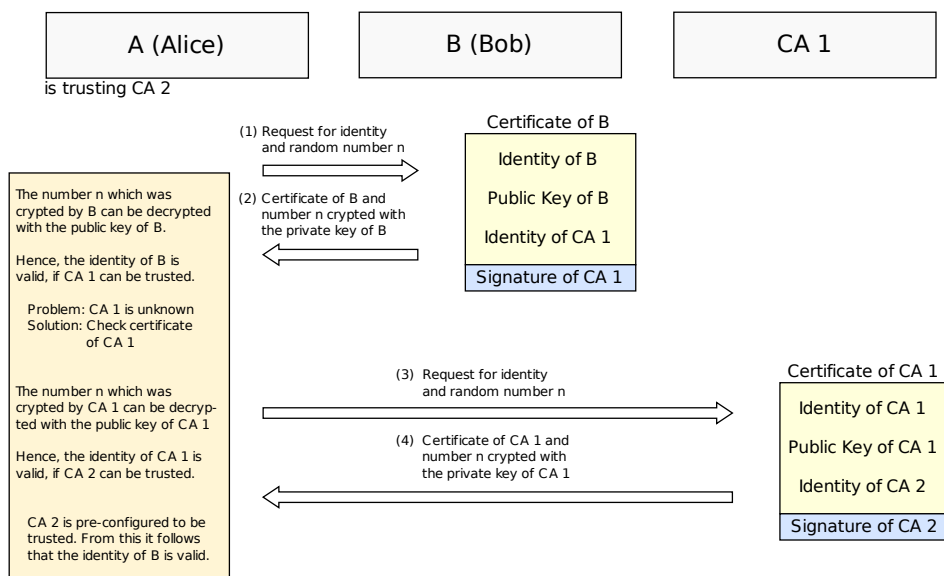 A (Alice)
B (Bob)
CA 1
is trusting CA 2
(1) Request for identity
and random number n
Certificate of B
Identity of B
Public Key of B
Identity of CA 1
Signature of CA 1
(2) Certificate of B and
number n crypted with
the private key of B
The number n which was
crypted by B can be decrypted
with the public key of B.
Hence, the identity of B is
valid, if CA 1 can be trusted.
Problem: CA 1 is unknown
Solution: Check certificate
of CA 1
The number n which was
crypted by CA 1 can be decryp-
ted with the public key of CA 1
Hence, the identity of CA 1 is
valid, if CA 2 can be trusted.
CA 2 is pre-configured to be
trusted. From this it follows
that the identity of B is valid.
(3) Request for identity
and random number n
(4) Certificate of CA 1 and
number n crypted with
the private key of CA 1
Certificate of CA 1
Identity of CA 1
Public Key of CA 1
Identity of CA 2
Signature of CA 2